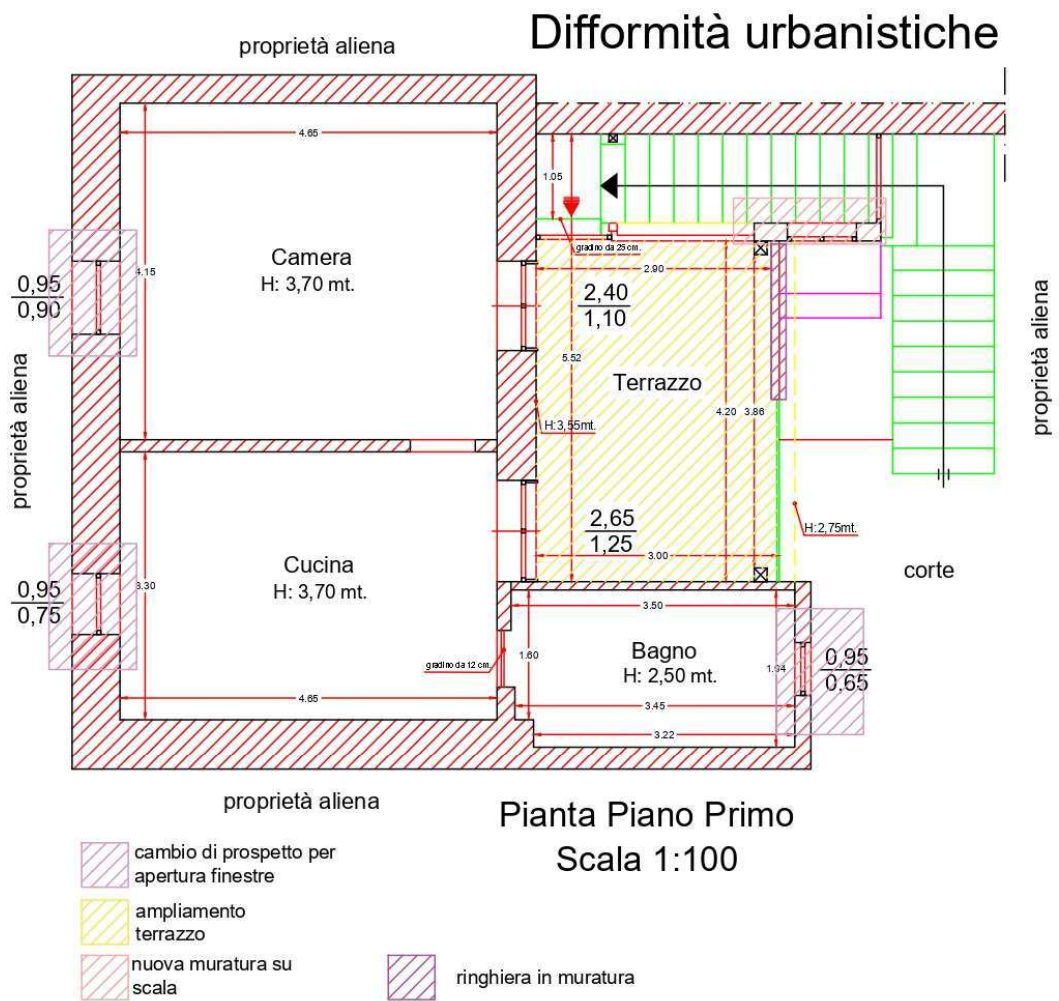 Difformità urbanistiche
proprietà aliena
4.65
1.05
Camera
H: 3,70 mt.
4.15
0,95
0,90
gradino da 25 cm.
2.90
2,40
1,10
5.52
Terrazzo
4.20
3.86
H:3,55mt.
proprietà aliena
proprietà aliena
2,65
1,25
3.00
H:2,75mt.
corte
Cucina
H: 3,70 mt.
3.30
0,95
0,75
gradino da 12 cm.
3.50
1.60
Bagno
H: 2,50 mt.
1.94
0,95
0,65
4.65
3.45
3.22
proprietà aliena
Pianta Piano Primo
Scala 1:100
cambio di prospetto per
apertura finestre
ampliamento
terrazzo
nuova muratura su
scala
ringhiera in muratura